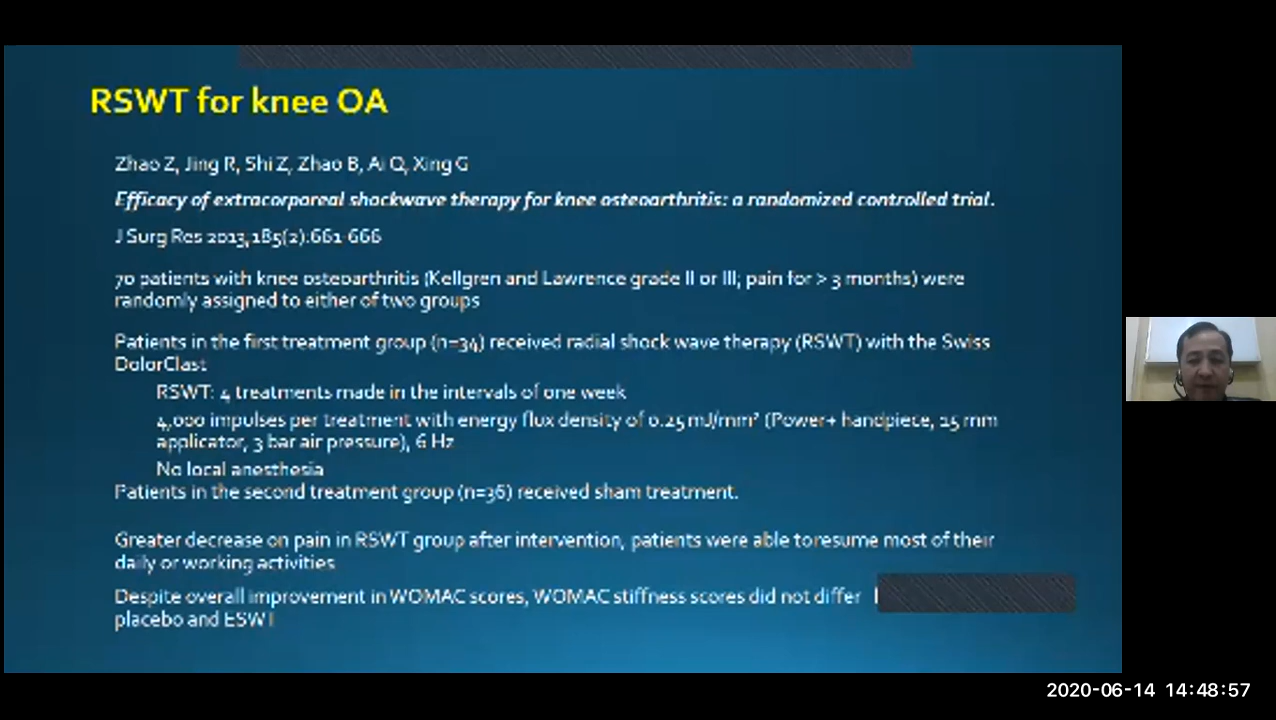 RSWT for knee OA
Zhao Z, Jing R, Shi Z, Zhao B, Ai Q, Xing G
Efficacy of extracorporeal shockwave therapy for knee osteoarthritis: a randomized controlled trial.
J Surg Res 2013,185(2):661-666
70 patients with knee osteoarthritis (Kellgren and Lawrence grade II or III; pain for > 3 months) were
randomly assigned to either of two groups
Patients in the first treatment group (n=34) received radial shock wave therapy (RSWT) with the Swiss
DolorClast
RSWT: 4 treatments made in the intervals of one week
4,000 impulses per treatment with energy flux density of 0.25 mJ/mm² (Power+ handpiece, 15 mm
applicator, 3 bar air pressure), 6 Hz
No local anesthesia
Patients in the second treatment group (n=36) received sham treatment.
Greater decrease on pain in RSWT group after intervention, patients were able to resume most of their
daily or working activities
Despite overall improvement in WOMAC scores, WOMAC stiffness scores did not differ
placebo and ESWT
2020-06-14 14:48:57